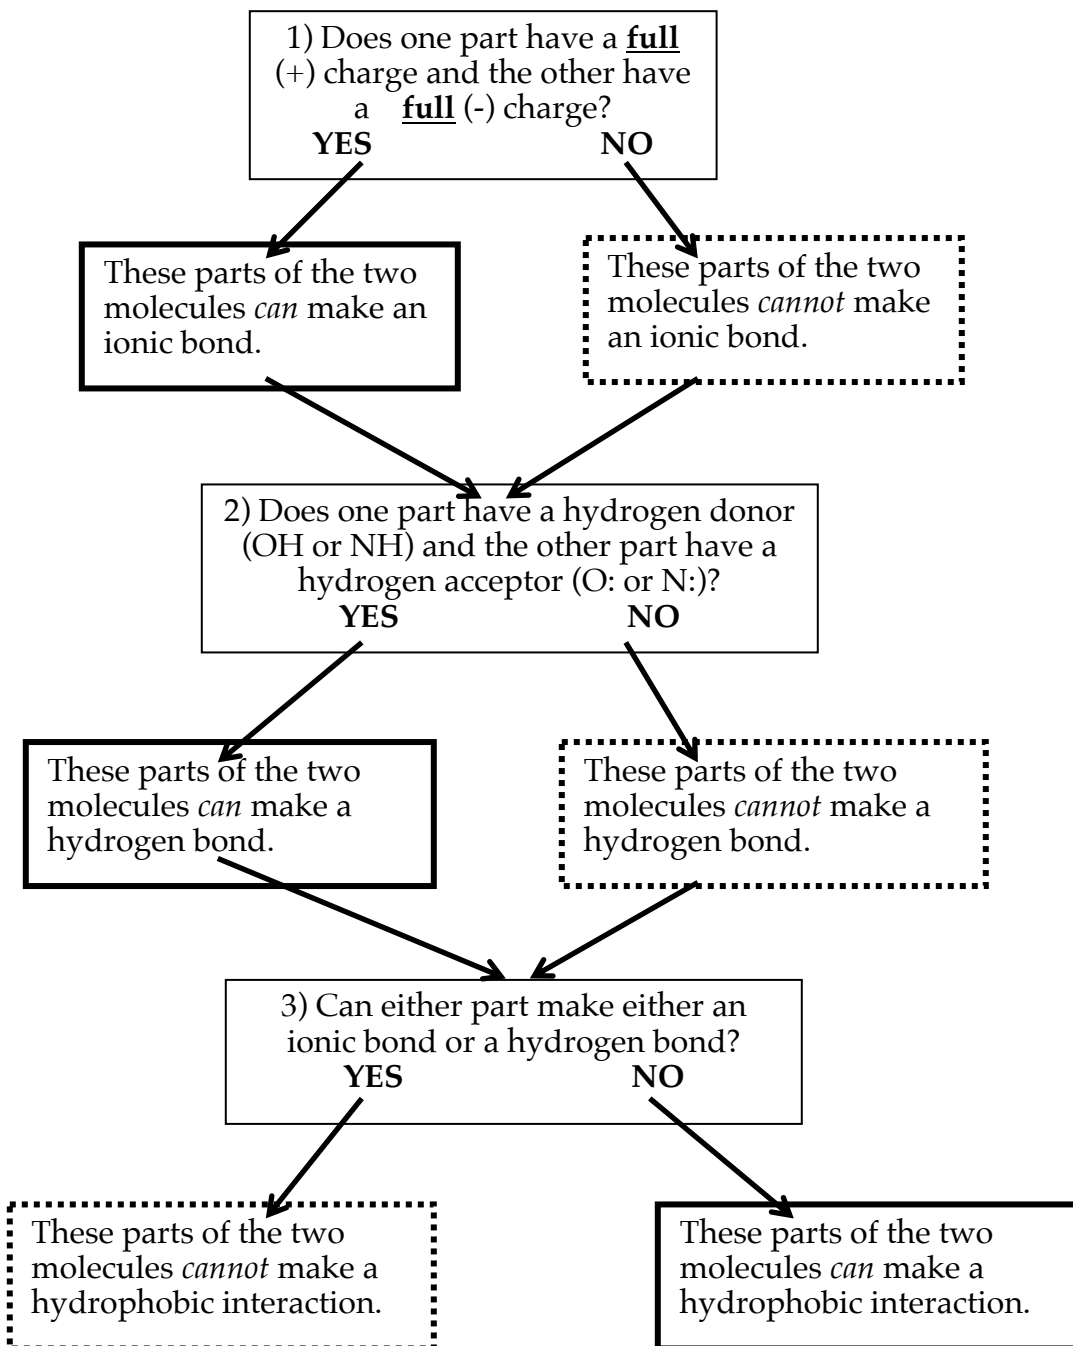 1) Does one part have a full
(+) charge and the other have
a full (-) charge?
YES NO
These parts of the two
molecules can make an
ionic bond.
These parts of the two
molecules cannot make
an ionic bond.
2) Does one part have a hydrogen donor
(OH or NH) and the other part have a
hydrogen acceptor (O: or N:)?
YES NO
These parts of the two
molecules can make a
hydrogen bond.
These parts of the two
molecules cannot make a
hydrogen bond.
3) Can either part make either an
ionic bond or a hydrogen bond?
YES NO
These parts of the two
molecules cannot make a
hydrophobic interaction.
These parts of the two
molecules can make a
hydrophobic interaction.